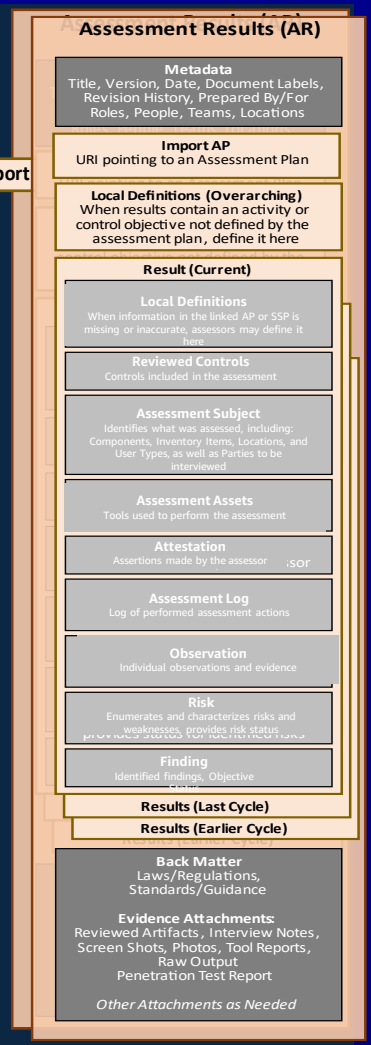 Assessment Results (AR)
Metadata
Title, Version, Date, Document Labels,
Revision History, Prepared By/For
Roles, People, Teams, Locations
port
Import AP
URI pointing to an Assessment Plan
Local Definitions (Overarching)
When results contain an activity or
control objective not defined by the
assessment plan, define it here
Result (Current)
Local Definitions
When information in the linked AP or SSP is
missing or inaccurate, assessors may define it
here
Reviewed Controls
Controls included in the assessment
Assessment Subject
Identifies what was assessed, including:
Components, Inventory Items, Locations, and
User Types, as well as Parties to be
interviewed
Assessment Assets
Tools used to perform the assessment
Attestation
Assertions made by the assessor
Assessment Log
Log of performed assessment actions
Observation
Individual observations and evidence
Risk
Enumerates and characterizes risks and
weaknesses, provides risk status
Finding
Identified findings, Objective
Status
Results (Last Cycle)
Results (Earlier Cycle)
Back Matter
Laws/Regulations,
Standards/Guidance
Evidence Attachments:
Reviewed Artifacts, Interview Notes,
Screen Shots, Photos, Tool Reports,
Raw Output
Penetration Test Report
Other Attachments as Needed